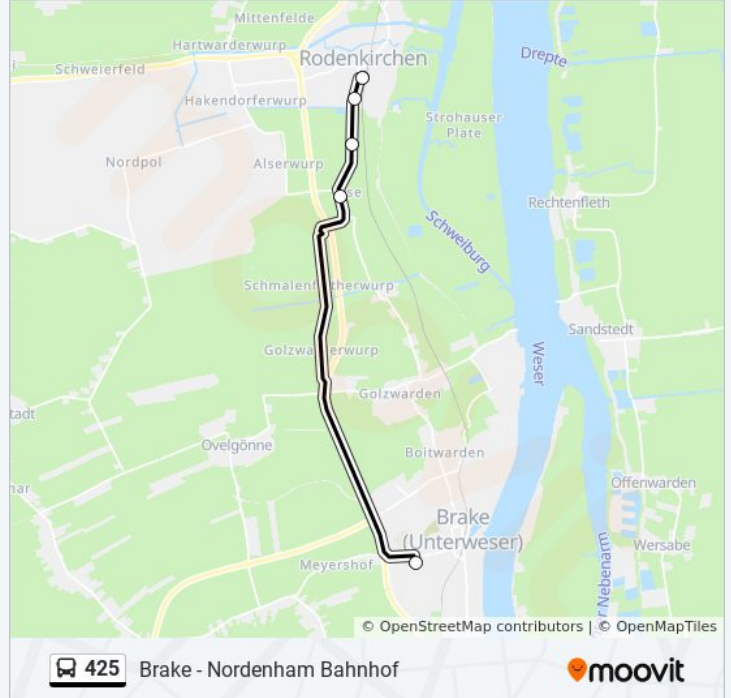 Mittenfelde
Hartwarderwurp
Rodenkirchen
Drepte
Schweierfeld
Hakendorferwurp
Strohauser
Plate
Nordpol
Alserwurp
Rechtenfleth
Schweiburg
Sandstedt
Weser
Golzwarden
Ovelgönne
Boitwarden
Offenwarden
Brake
(Unterweser)
Wersabe
Meyershof
Nebenarm
© OpenStreetMap contributors | © OpenMapTiles
425 Brake - Nordenham Bahnhof
moovit